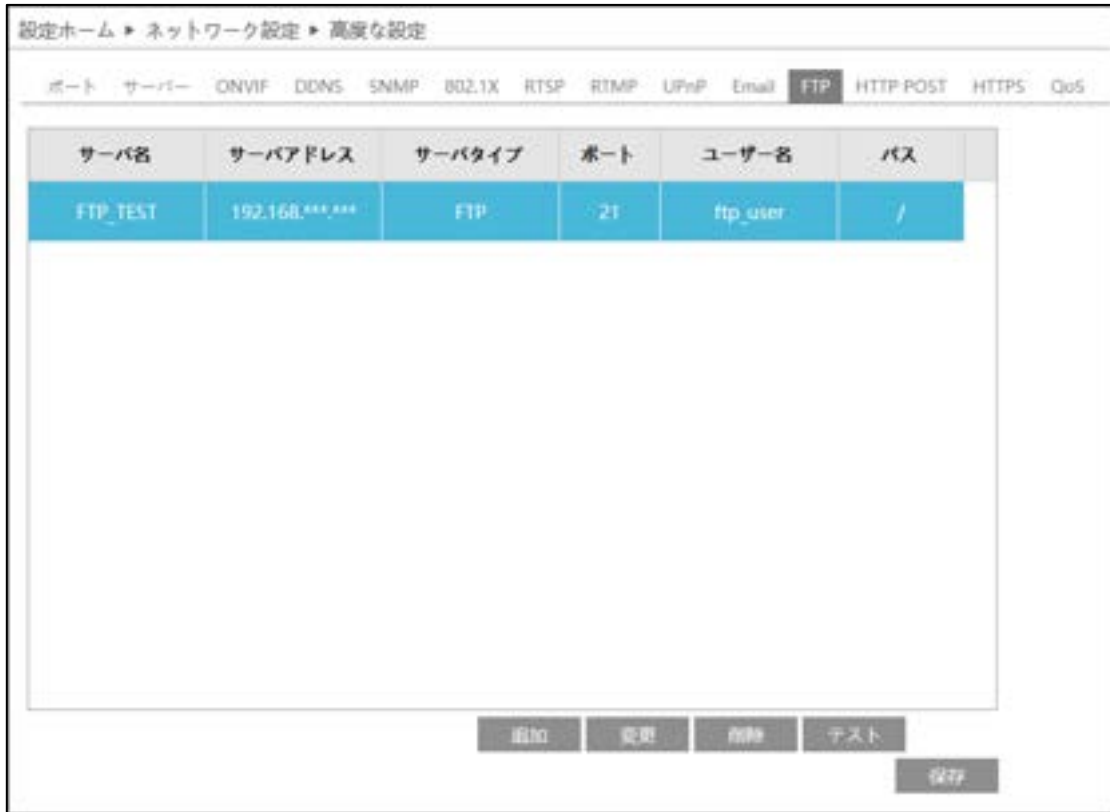 設定ホーム ▶ ネットワーク設定 ▶ 高度な設定
ポート サーバー ONVIF DDNS SNMP 802.1X RTSP RTMP UPnP Email FTP HTTP POST HTTPS QoS
サーバ名 サーバアドレス サーバタイプ ポート ユーザー名 パス
FTP_TEST 192.168.***.*** FTP 21 ftp_user /
追加 変更 削除 テスト
保存